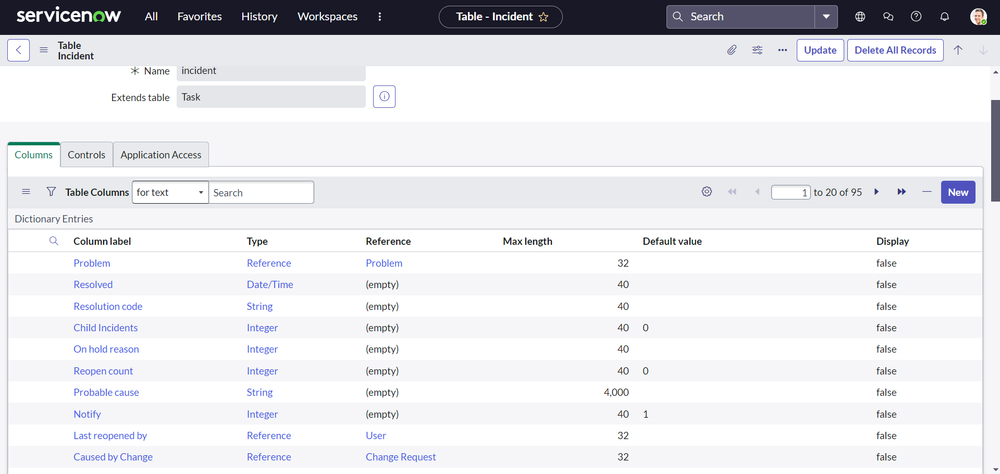 servicenow All Favorites History Workspaces Table - Incident Search
Table
Incident
Update Delete All Records
Name incident
Extends table Task
Columns Controls Application Access
Table Columns for text Search 1 to 20 of 95 New
Dictionary Entries
Column label Type Reference Max length Default value Display
Problem Reference Problem 32 false
Resolved Date/Time (empty) 40 false
Resolution code String (empty) 40 false
Child Incidents Integer (empty) 40 0 false
On hold reason Integer (empty) 40 false
Reopen count Integer (empty) 40 0 false
Probable cause String (empty) 4,000 false
Notify Integer (empty) 40 1 false
Last reopened by Reference User 32 false
Caused by Change Reference Change Request 32 false